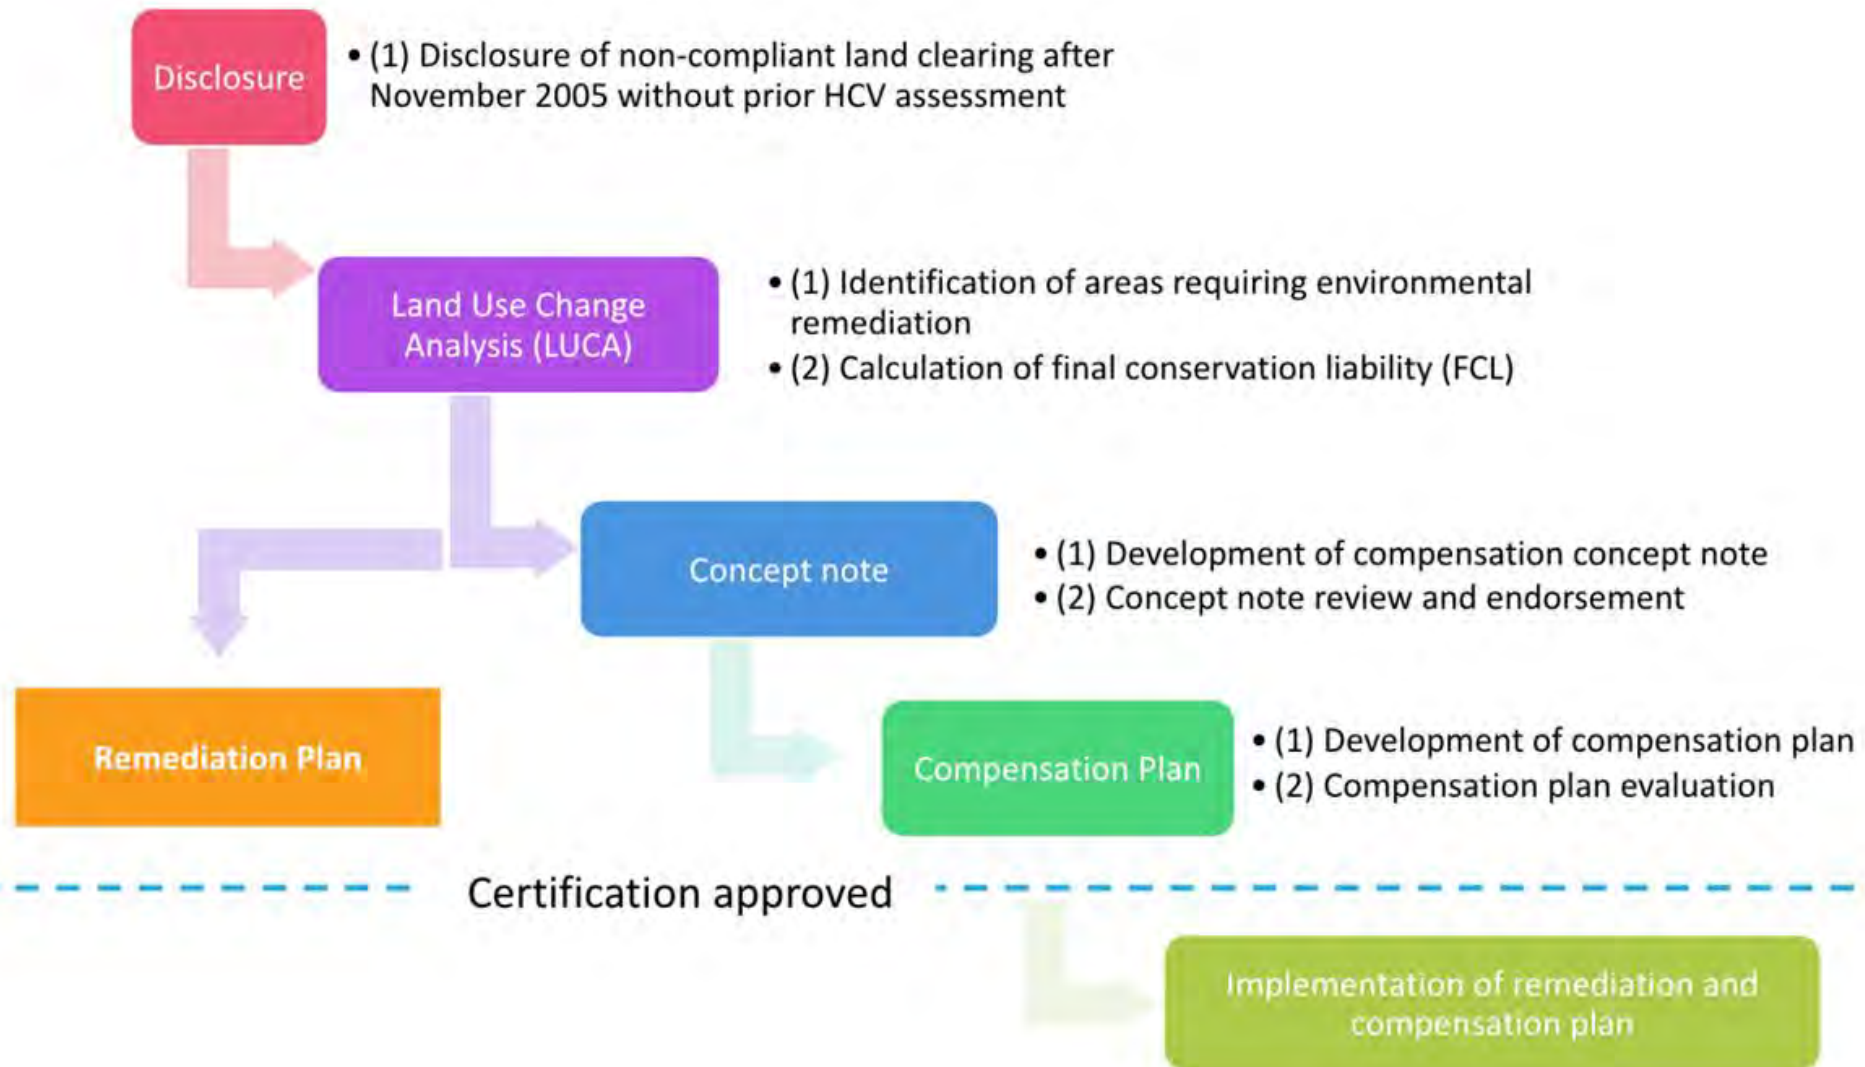 Disclosure
• (1) Disclosure of non-compliant land clearing after
November 2005 without prior HCV assessment
Land Use Change
Analysis (LUCA)
• (1) Identification of areas requiring environmental
remediation
• (2) Calculation of final conservation liability (FCL)
Concept note
• (1) Development of compensation concept note
• (2) Concept note review and endorsement
Remediation Plan
Compensation Plan
• (1) Development of compensation plan
• (2) Compensation plan evaluation
Certification approved
Implementation of remediation and
compensation plan